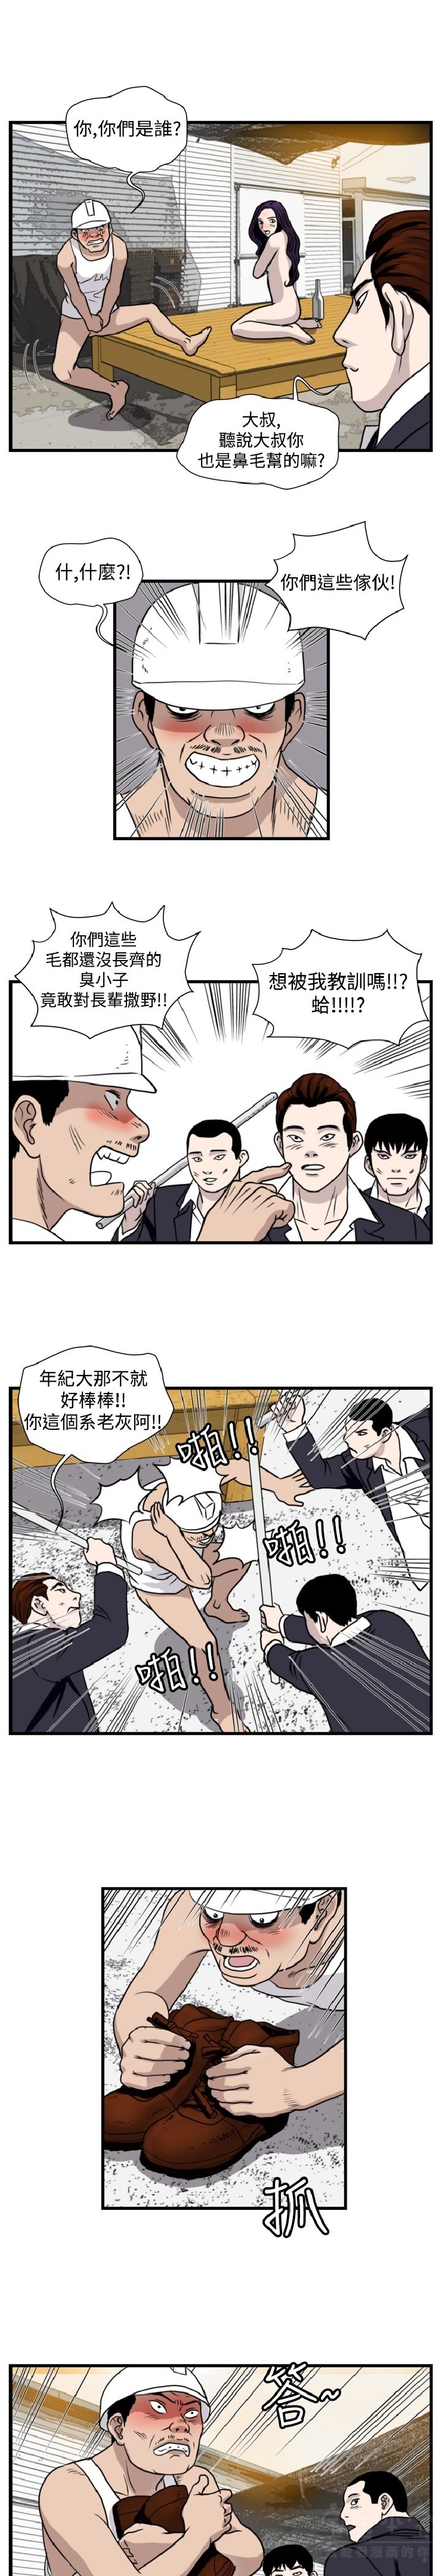 你,你們是誰?
大叔,
聽說大叔你
也是鼻毛幫的嘛?
什,什麼?!
你們這些傢伙!
你們這些
毛都還沒長齊的
臭小子
竟敢對長輩撒野!!
想被我教訓嗎!!?
蛤!!!!?
年紀大那不就
好棒棒!!
你這個系老灰阿!!
啪!!
啪!!
啪!!
抓
答~